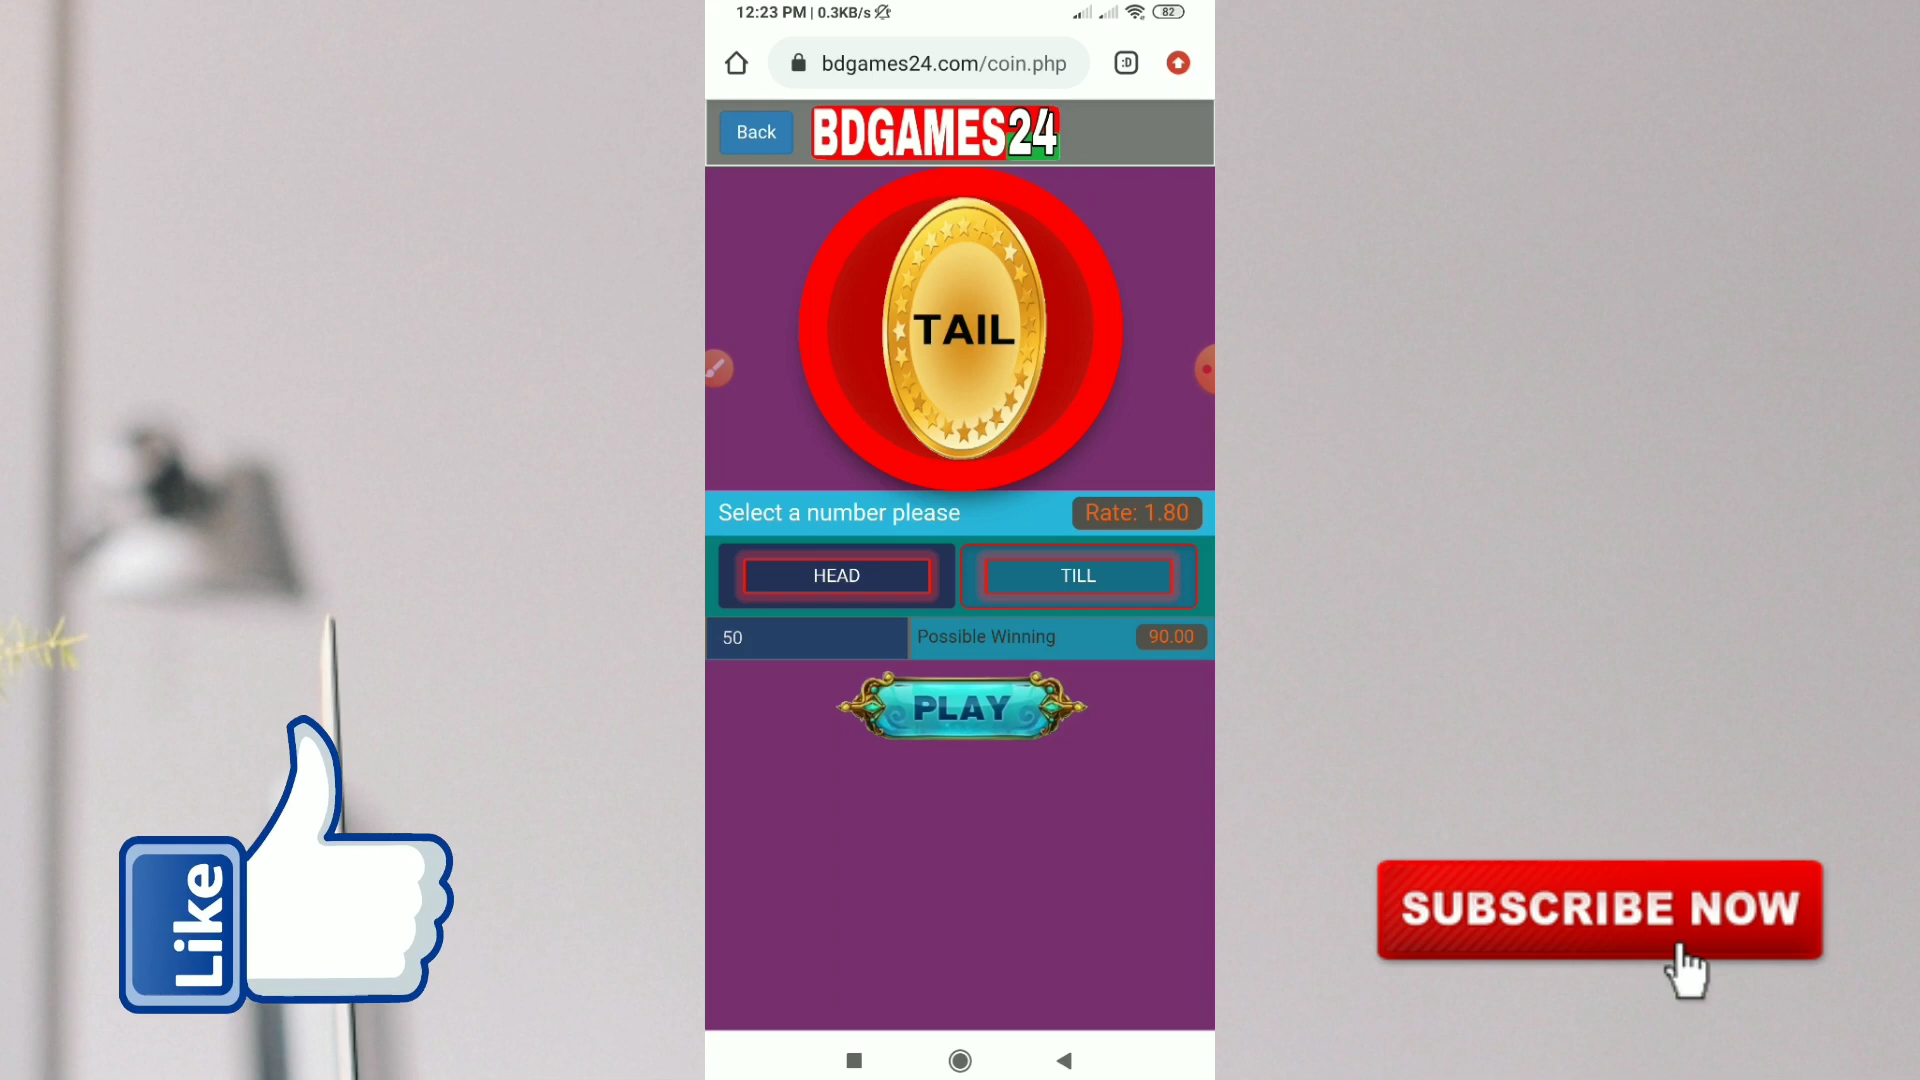 12:23 PM | 0.3KB/s
82
bdgames24.com/coin.php
:D
Back
BDGAMES24
TAIL
Select a number please
Rate: 1.80
HEAD
TILL
50
Possible Winning
90.00
PLAY
Like
SUBSCRIBE NOW